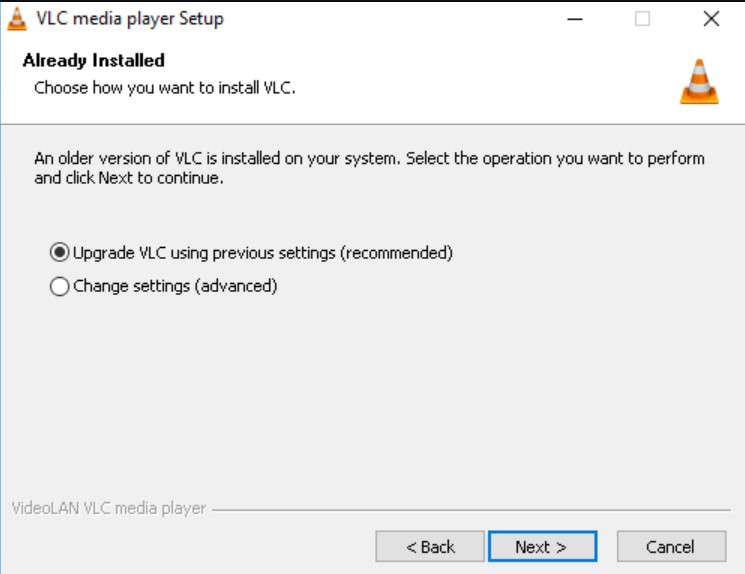 VLC media player Setup
Already Installed
Choose how you want to install VLC.
An older version of VLC is installed on your system. Select the operation you want to perform
and click Next to continue.
Upgrade VLC using previous settings (recommended)
Change settings (advanced)
VideoLAN VLC media player
< Back Next > Cancel